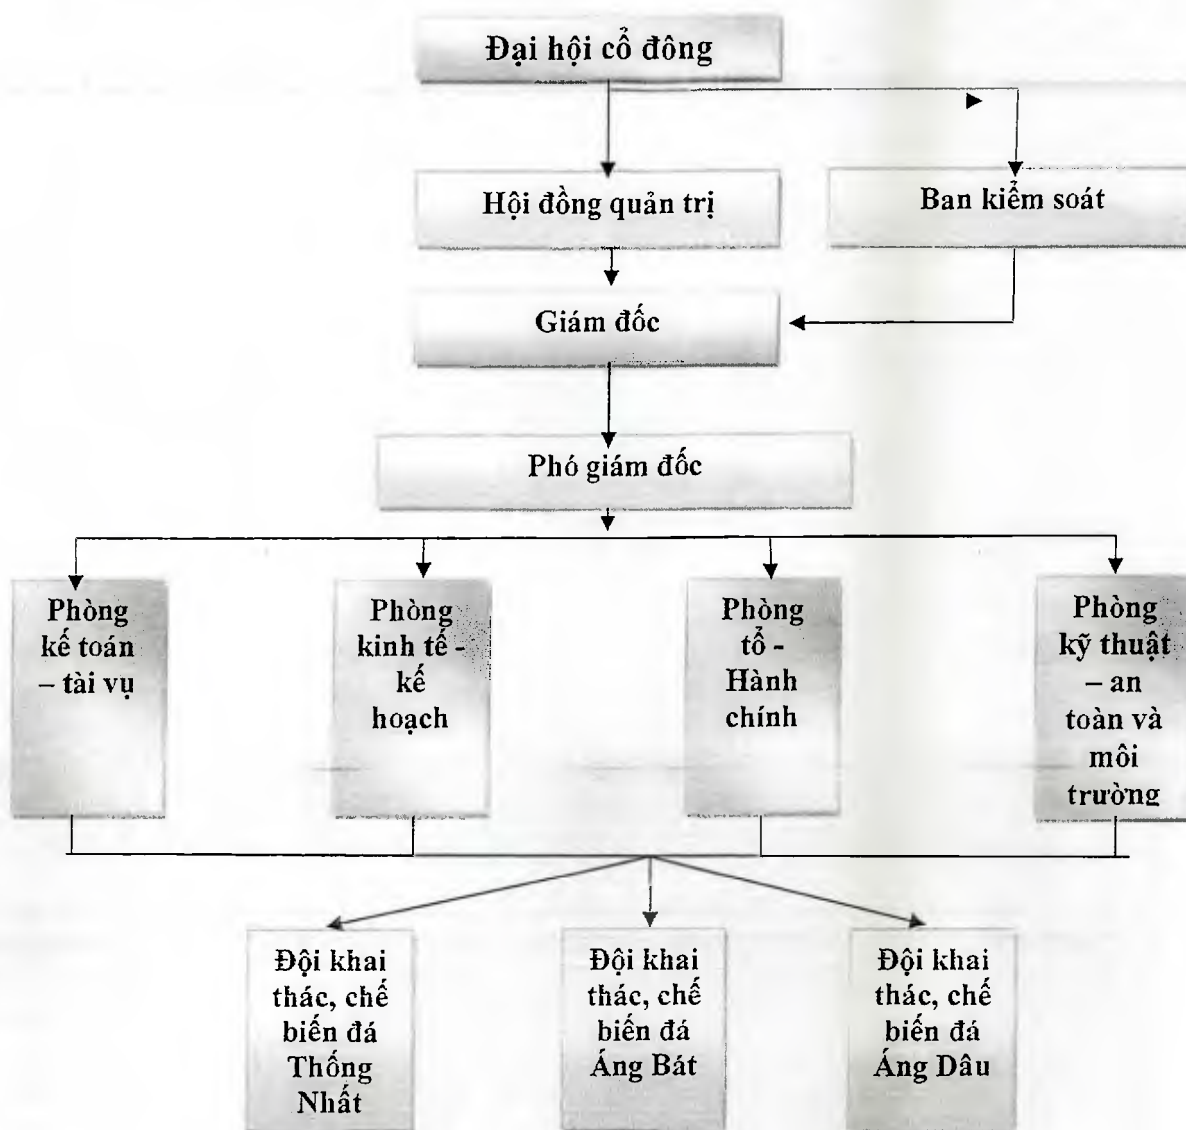 Đại hội cổ đông
Hội đồng quản trị
Ban kiểm soát
Giám đốc
Phó giám đốc
Phòng
kế toán
– tài vụ
Phòng
kinh tế -
kế
hoạch
Phòng
tổ -
Hành
chính
Phòng
kỹ thuật
– an
toàn và
môi
trường
Đội khai
thác, chế
biến đá
Thống
Nhất
Đội khai
thác, chế
biến đá
Áng Bát
Đội khai
thác, chế
biến đá
Áng Dâu